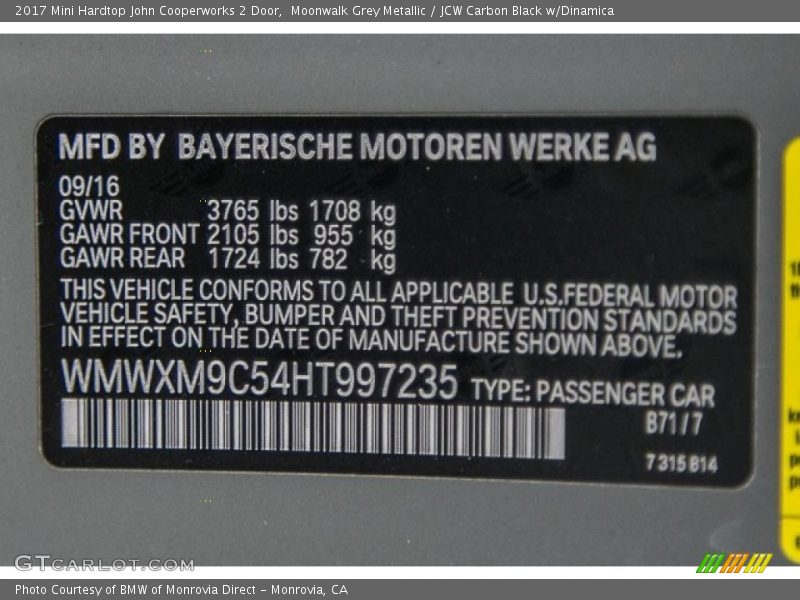 2017 Mini Hardtop John Cooperworks 2 Door,  Moonwalk Grey Metallic / JCW Carbon Black w/Dinamica
MFD BY BAYERISCHE MOTOREN WERKE AG
09/16
GVWR 3765 lbs 1708 kg
GAWR FRONT 2105 lbs 955 kg
GAWR REAR 1724 lbs 782 kg
THIS VEHICLE CONFORMS TO ALL APPLICABLE U.S.FEDERAL MOTOR
VEHICLE SAFETY, BUMPER AND THEFT PREVENTION STANDARDS
IN EFFECT ON THE DATE OF MANUFACTURE SHOWN ABOVE.
WMWXM9C54HT997235 TYPE: PASSENGER CAR
B71/7
7315814
GTCARLOT.COM
Photo Courtesy of BMW of Monrovia Direct - Monrovia, CA